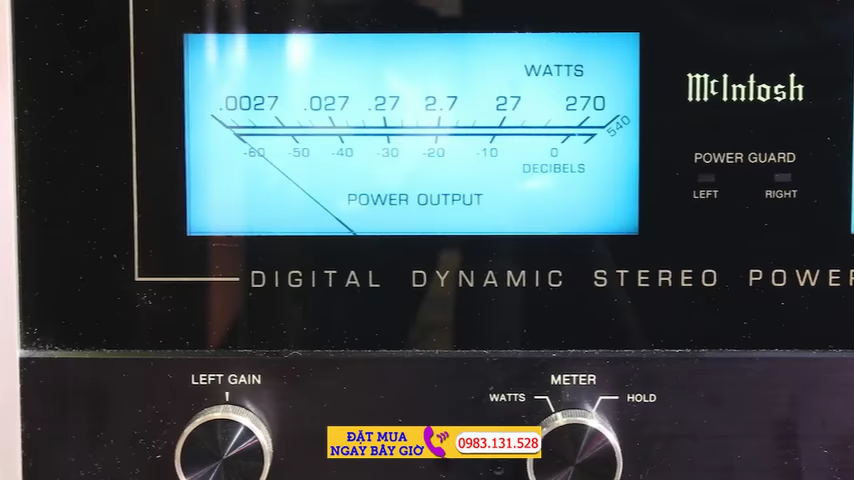 WATTS
.0027 .027 .27 2.7 27 270
540
-60 -50 -40 -30 -20 -10 0
DECIBELS
POWER OUTPUT
McIntosh
POWER GUARD
LEFT RIGHT
DIGITAL DYNAMIC STEREO POWER
LEFT GAIN
METER
WATTS HOLD
ĐẶT MUA
NGAY BÂY GIỜ
0983.131.528